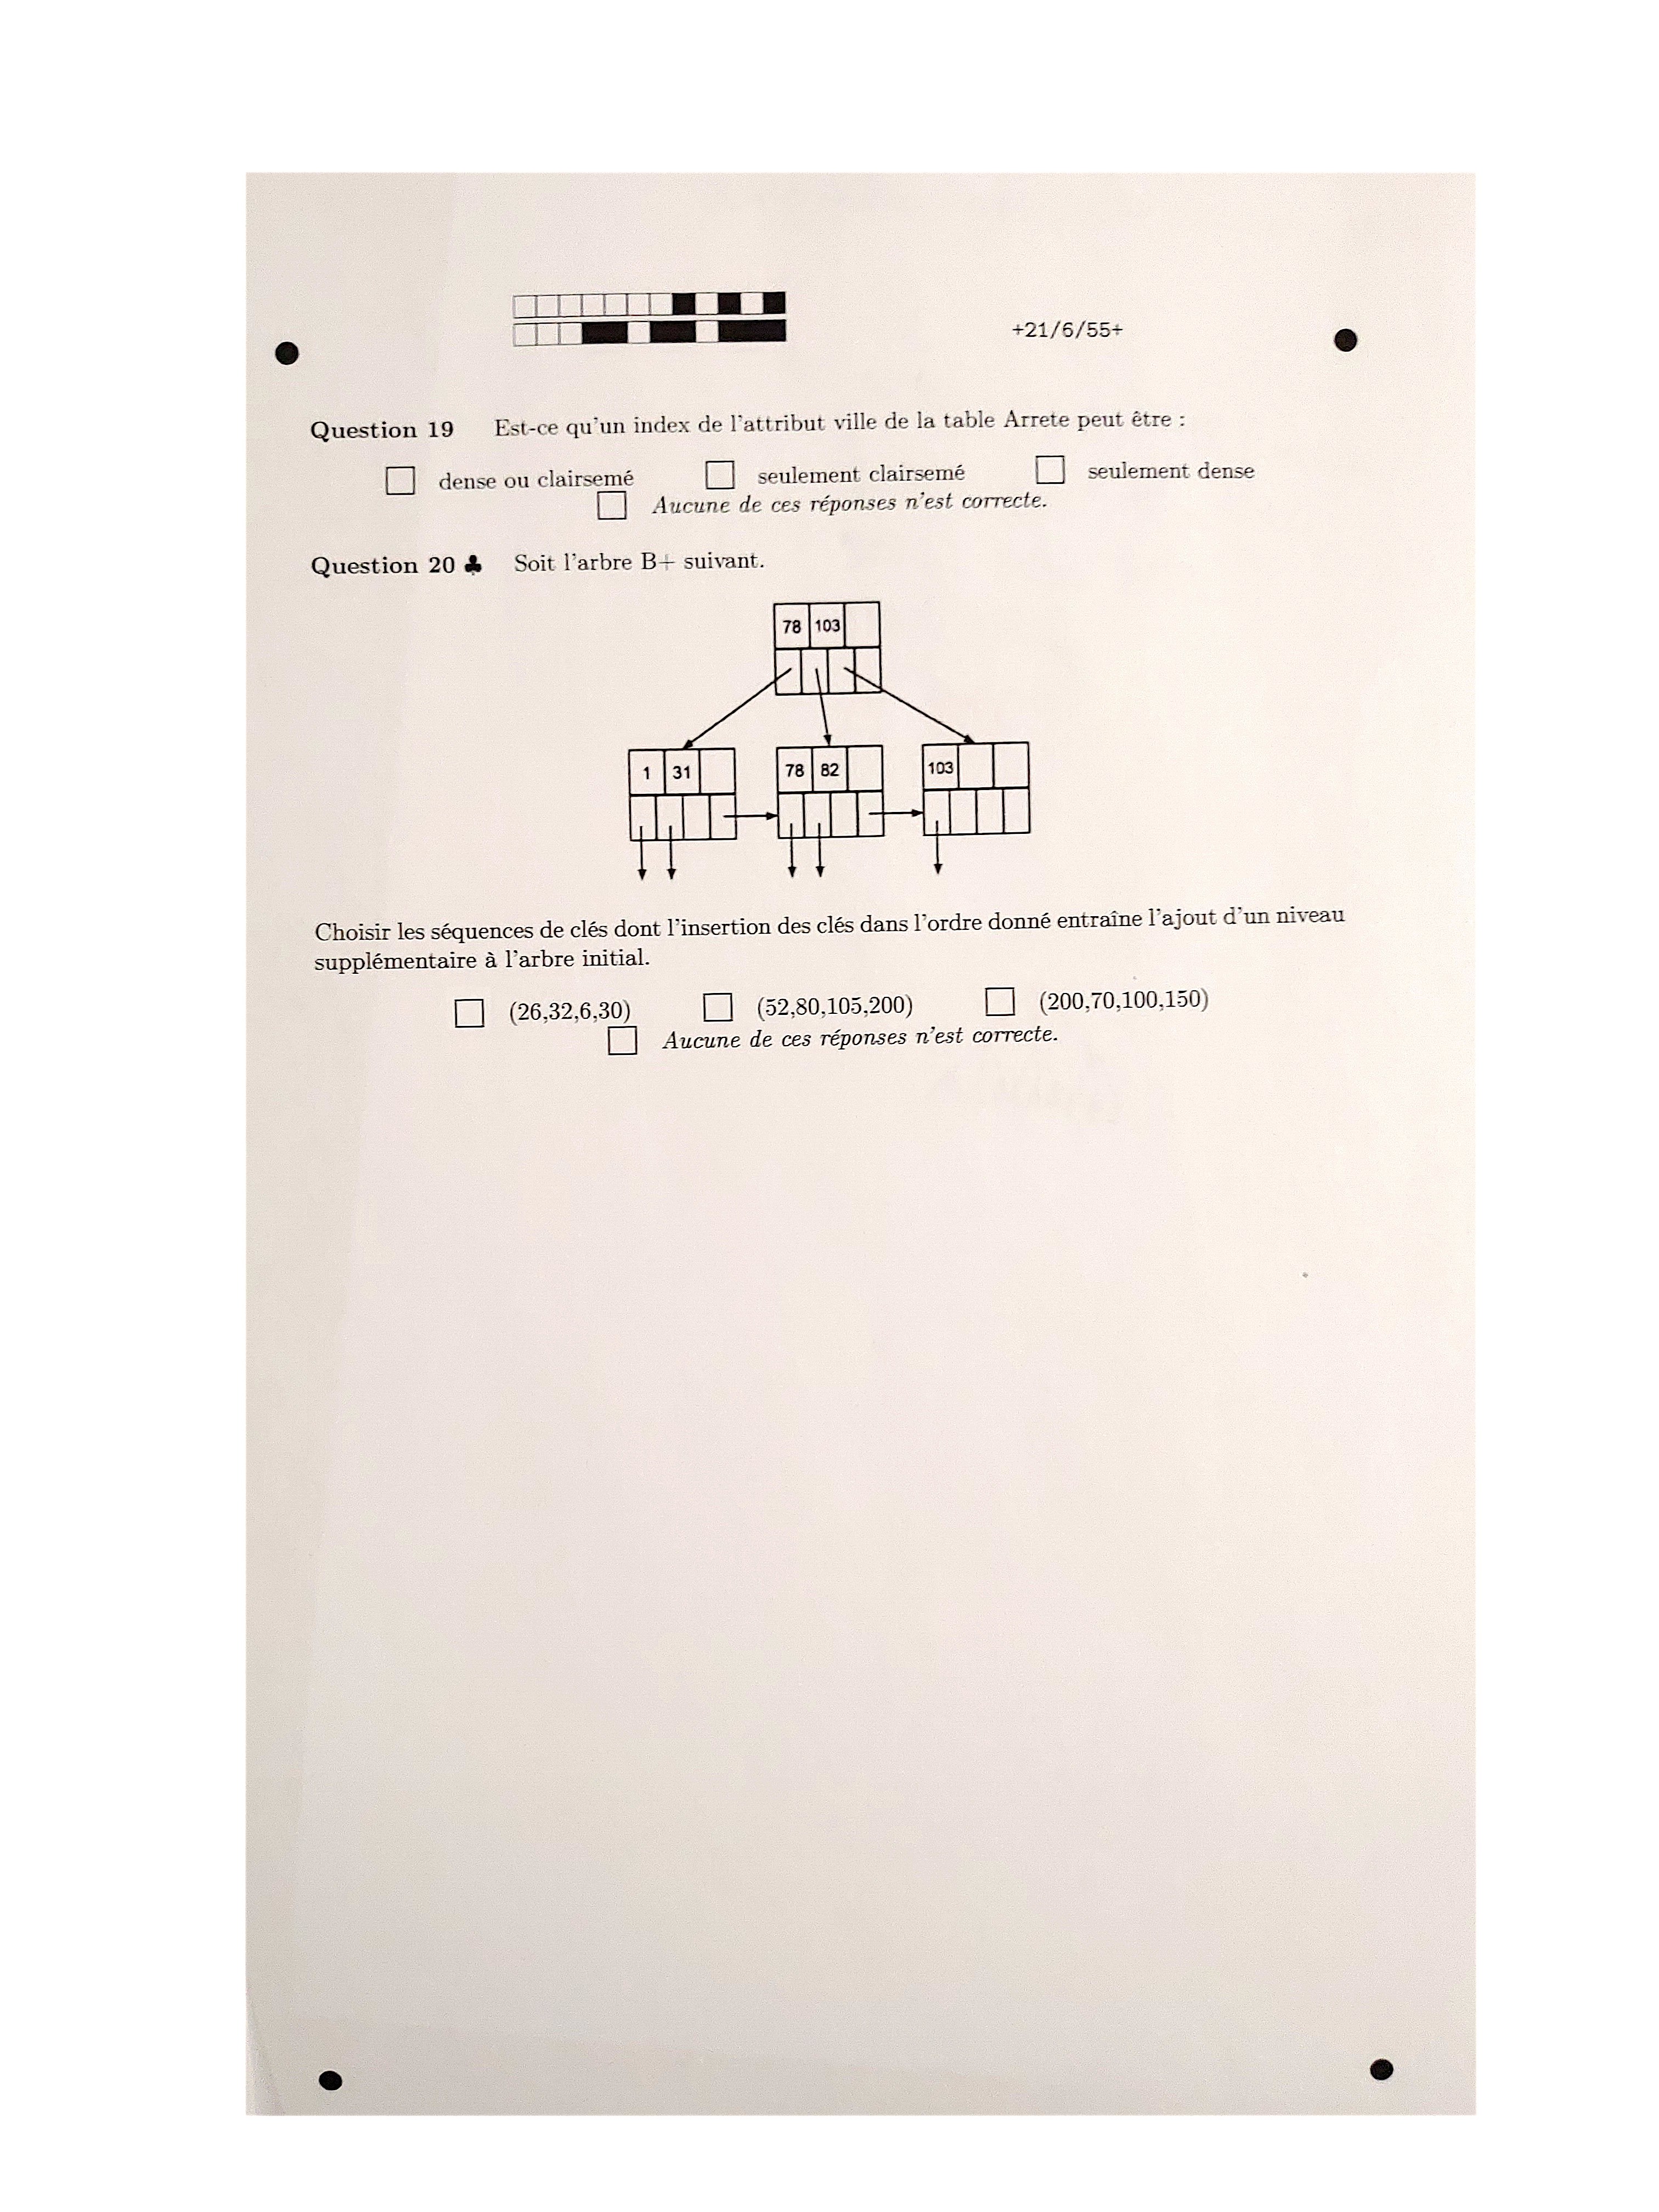 +21/6/55+
Question 19 Est-ce qu'un index de l'attribut ville de la table Arrete peut être :
dense ou clairsemé seulement clairsemé seulement dense
Aucune de ces réponses n'est correcte.
Question 20 ♣ Soit l'arbre B+ suivant.
78 103
1 31 78 82 103
Choisir les séquences de clés dont l'insertion des clés dans l'ordre donné entraîne l'ajout d'un niveau
supplémentaire à l'arbre initial.
(26,32,6,30) (52,80,105,200) (200,70,100,150)
Aucune de ces réponses n'est correcte.